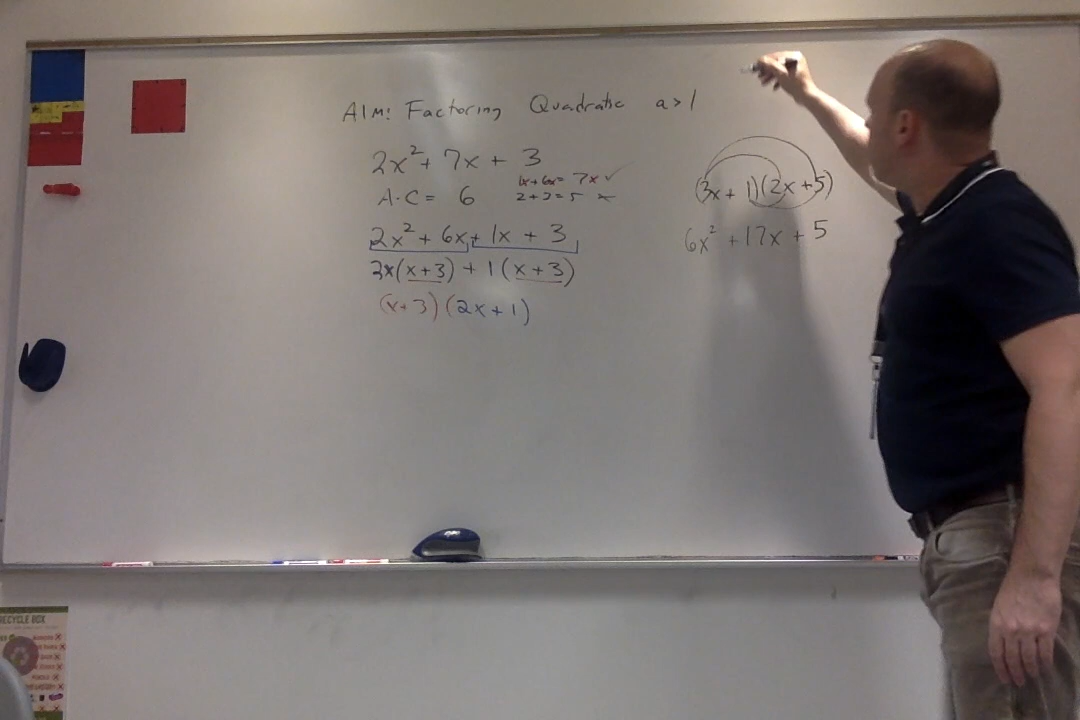 AIM: Factoring Quadratic a>1
2x² + 7x + 3
1x + 6x = 7x ✓
A·C = 6
2+3=5 ×
2x² + 6x + 1x + 3
2x(x+3) + 1(x+3)
(x+3)(2x+1)
(3x + 1)(2x+5)
6x² + 17x + 5
RECYCLE BOX